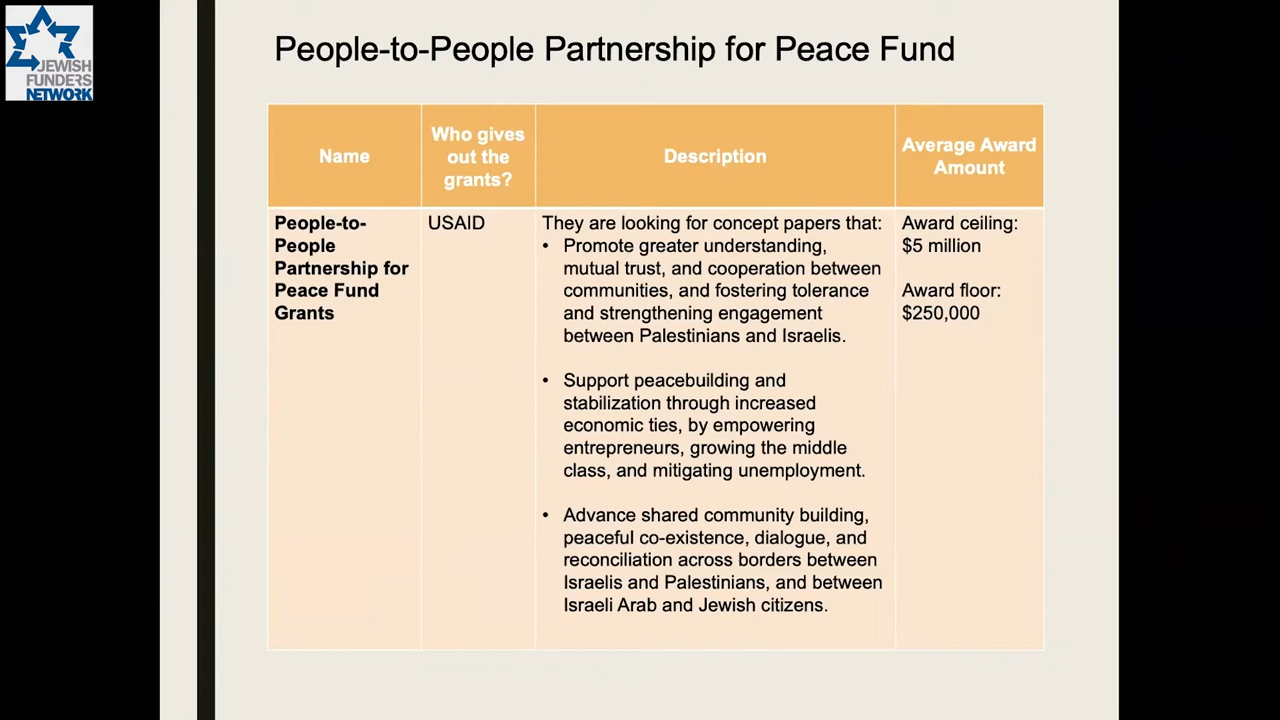 JEWISH
FUNDERS
NETWORK
People-to-People Partnership for Peace Fund
Name
Who gives
out the
grants?
Description
Average Award
Amount
People-to-
People
Partnership for
Peace Fund
Grants
USAID
They are looking for concept papers that:
• Promote greater understanding,
mutual trust, and cooperation between
communities, and fostering tolerance
and strengthening engagement
between Palestinians and Israelis.
• Support peacebuilding and
stabilization through increased
economic ties, by empowering
entrepreneurs, growing the middle
class, and mitigating unemployment.
• Advance shared community building,
peaceful co-existence, dialogue, and
reconciliation across borders between
Israelis and Palestinians, and between
Israeli Arab and Jewish citizens.
Award ceiling:
$5 million
Award floor:
$250,000